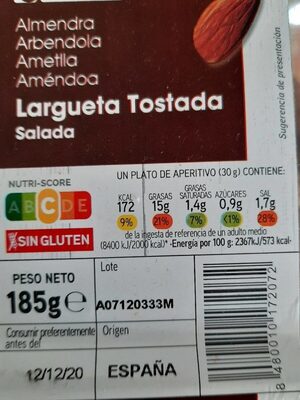 Almendra
Arbendola
Ametlla
Améndoa
Largueta Tostada
Salada
Sugerencia de presentación
UN PLATO DE APERITIVO (30 g) CONTIENE:
NUTRI-SCORE
A B C D E
SIN GLUTEN
KCAL GRASAS GRASAS SATURADAS AZÚCARES SAL
172 15g 1,4g 0,9g 1,7g
9% 21% 7% <1% 28%
de la ingesta de referencia de un adulto medio
(8400 kJ/2000 kcal)* -Energía por 100 g: 2367kJ/573 kcal-
PESO NETO
185g e
Lote
A07120333M
Consumir preferentemente
antes del
Origen
12/12/20
ESPAÑA
8 480010 172072